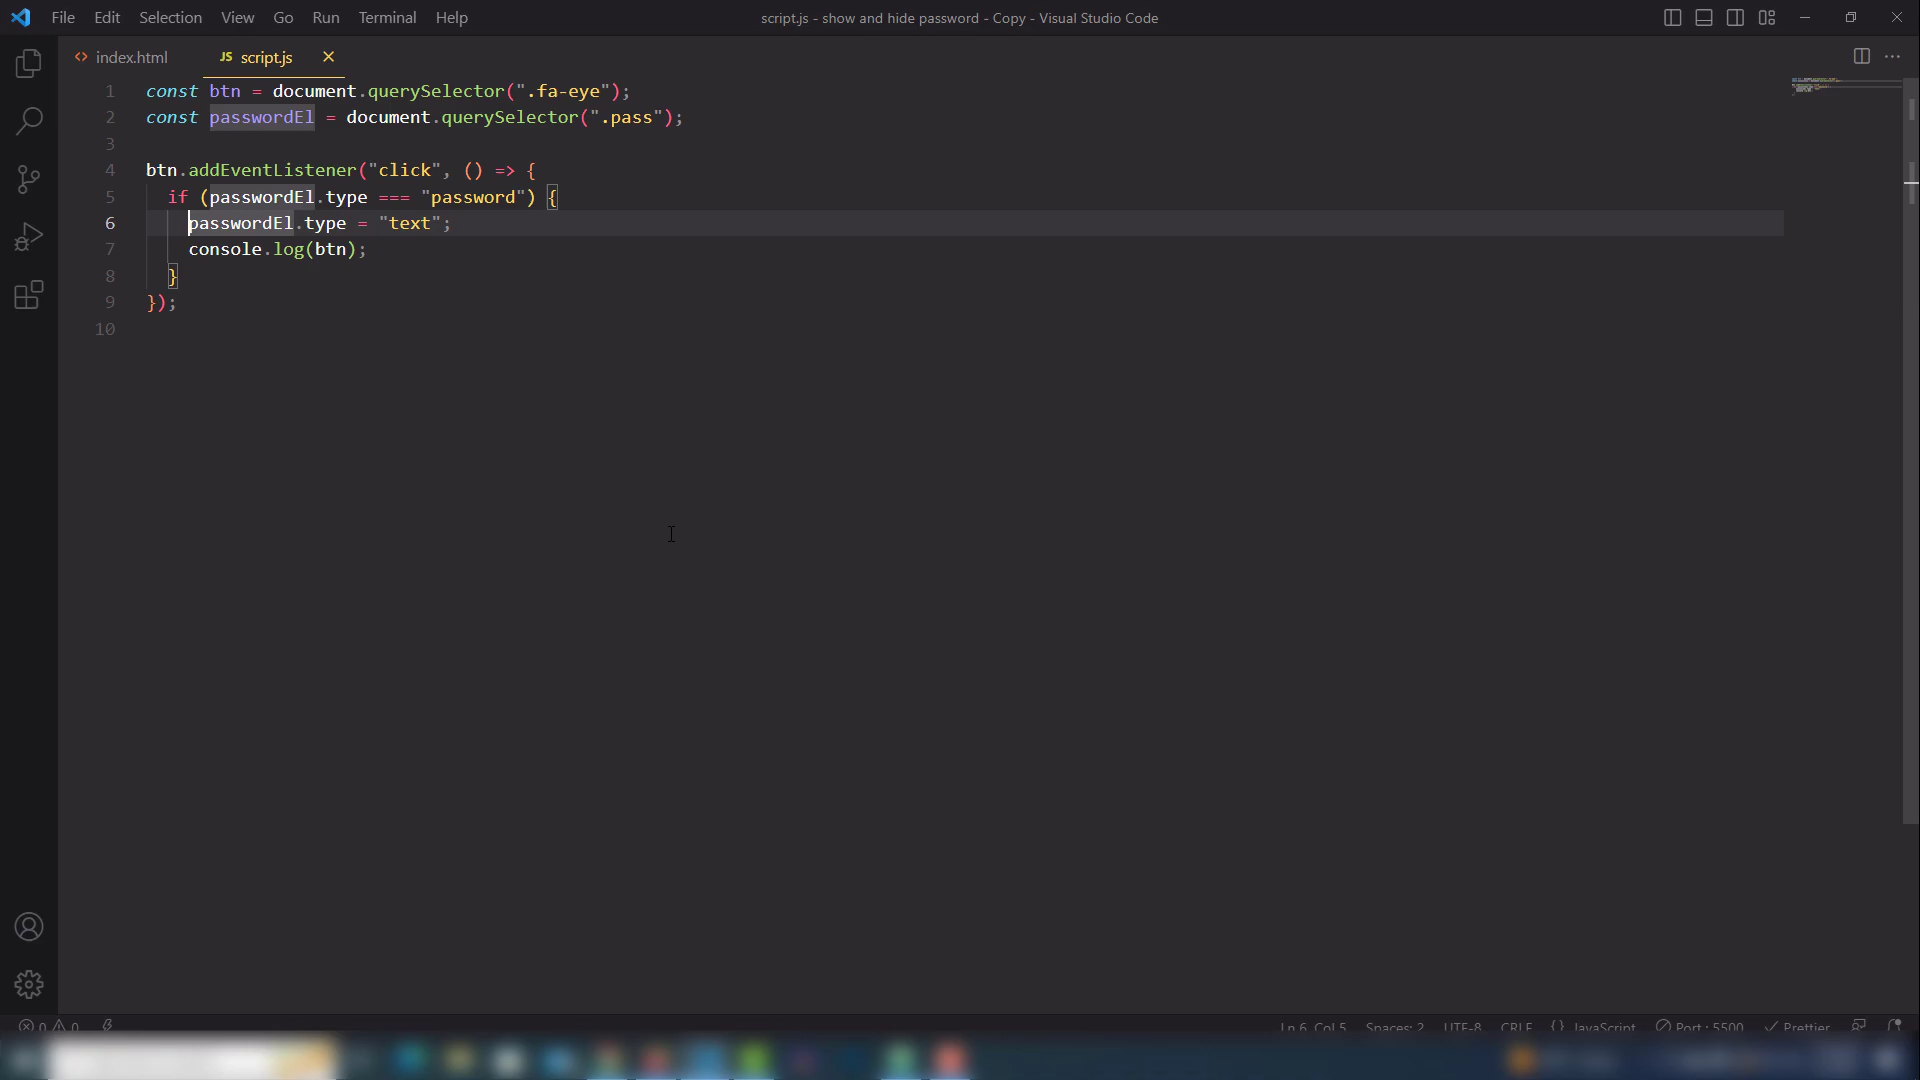 File Edit Selection View Go Run Terminal Help
script.js - show and hide password - Copy - Visual Studio Code
index.html
JS script.js
1 const btn = document.querySelector(".fa-eye");
2 const passwordEl = document.querySelector(".pass");
3
4 btn.addEventListener("click", () => {
5 if (passwordEl.type === "password") {
6 passwordEl.type = "text";
7 console.log(btn);
8 }
9 });
10
0 0
Ln 6, Col 5 Spaces: 2 UTF-8 CRLF {} JavaScript Port : 5500 Prettier